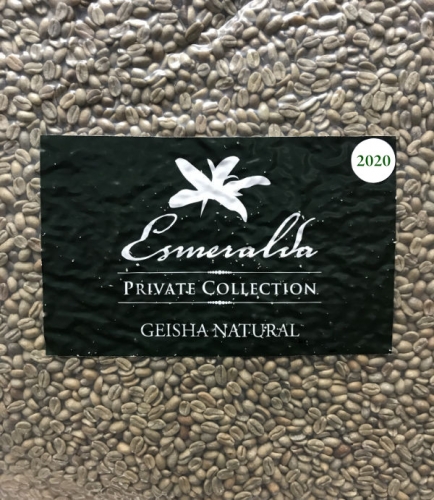 2020
Esmeralda
PRIVATE COLLECTION
GEISHA NATURAL